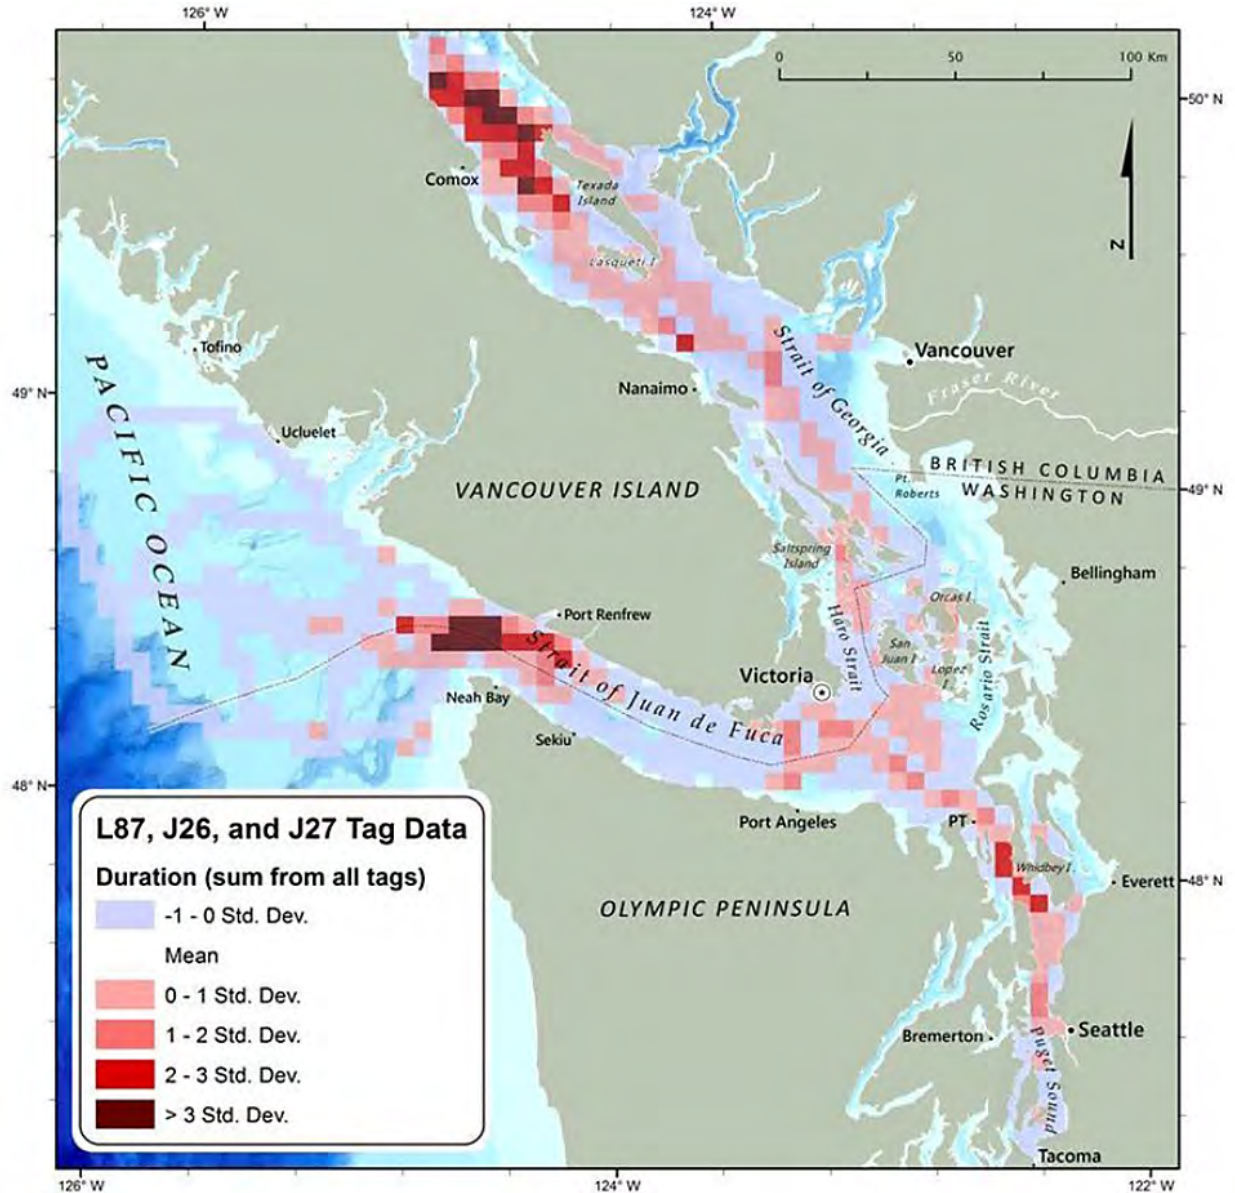 126° W
124° W
0
50
100 Km
50° N
N
Comox
Texada
Island
Lasqueti I.
Tofino
Strait of Georgia
Vancouver
Fraser River
49° N
Nanaimo
PACIFIC OCEAN
Ucluelet
BRITISH COLUMBIA
WASHINGTON
VANCOUVER ISLAND
Pt.
Roberts
49° N
Saltspring
Island
Bellingham
Orcas I.
Port Renfrew
Haro Strait
San
Juan I.
Lopez
I.
Rosario Strait
Strait of Juan de Fuca
Victoria
Neah Bay
Sekiu
48° N
Port Angeles
PT
Whidbey I.
Everett
48° N
OLYMPIC PENINSULA
L87, J26, and J27 Tag Data
Duration (sum from all tags)
-1 - 0 Std. Dev.
Mean
0 - 1 Std. Dev.
1 - 2 Std. Dev.
2 - 3 Std. Dev.
> 3 Std. Dev.
Bremerton
Seattle
Puget Sound
Tacoma
126° W
124° W
122° W